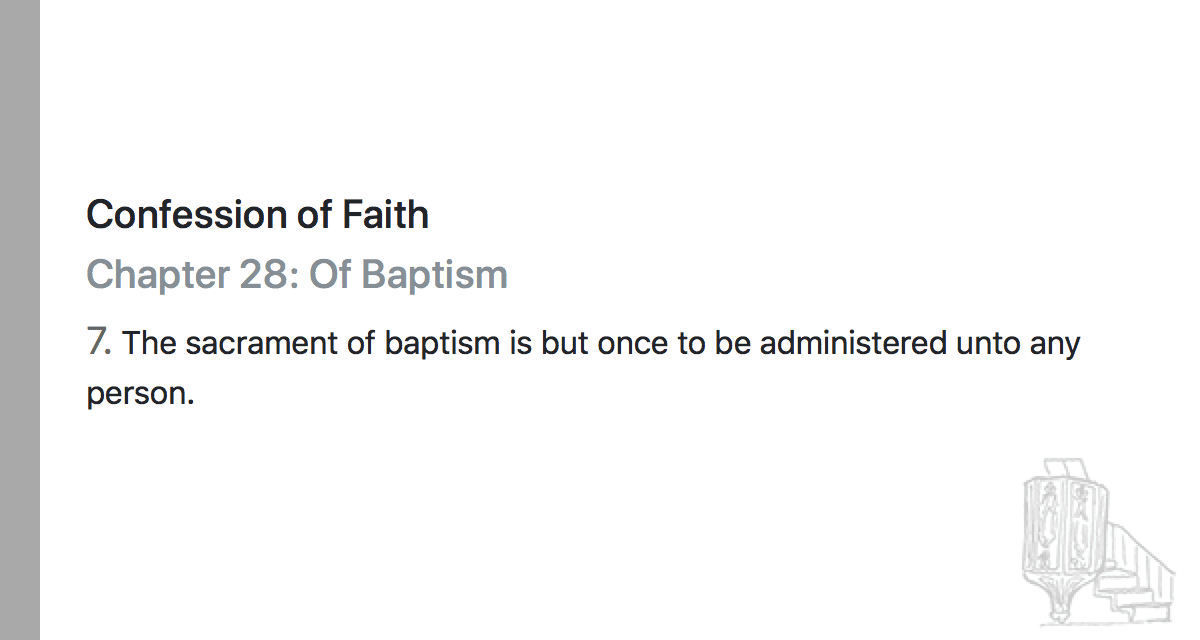 Confession of Faith
Chapter 28: Of Baptism
7. The sacrament of baptism is but once to be administered unto any
person.